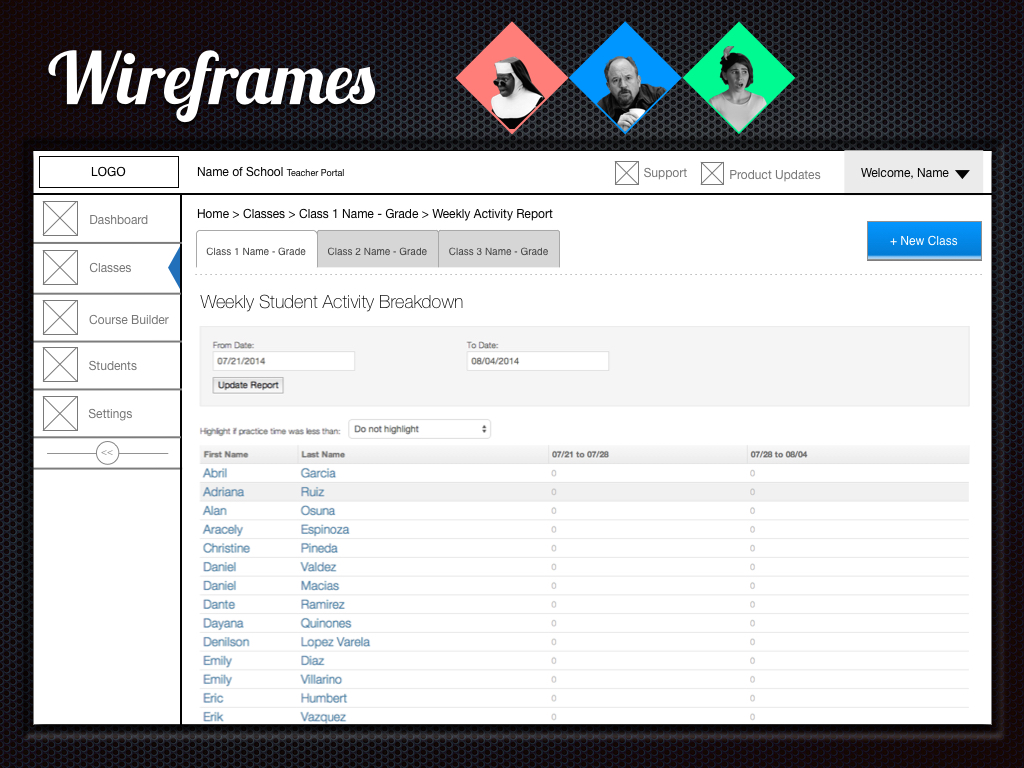 Wireframes
LOGO
Name of School Teacher Portal
Support
Product Updates
Welcome, Name
Dashboard
Classes
Course Builder
Students
Settings
<<
Home > Classes > Class 1 Name - Grade > Weekly Activity Report
+ New Class
Class 1 Name - Grade
Class 2 Name - Grade
Class 3 Name - Grade
Weekly Student Activity Breakdown
From Date: To Date:
07/21/2014 08/04/2014
Update Report
Highlight if practice time was less than: Do not highlight
First Name Last Name 07/21 to 07/28 07/28 to 08/04
Abril Garcia 0 0
Adriana Ruiz 0 0
Alan Osuna 0 0
Aracely Espinoza 0 0
Christine Pineda 0 0
Daniel Valdez 0 0
Daniel Macias 0 0
Dante Ramirez 0 0
Dayana Quinones 0 0
Denilson Lopez Varela 0 0
Emily Diaz 0 0
Emily Villarino 0 0
Eric Humbert 0 0
Erik Vazquez 0 0